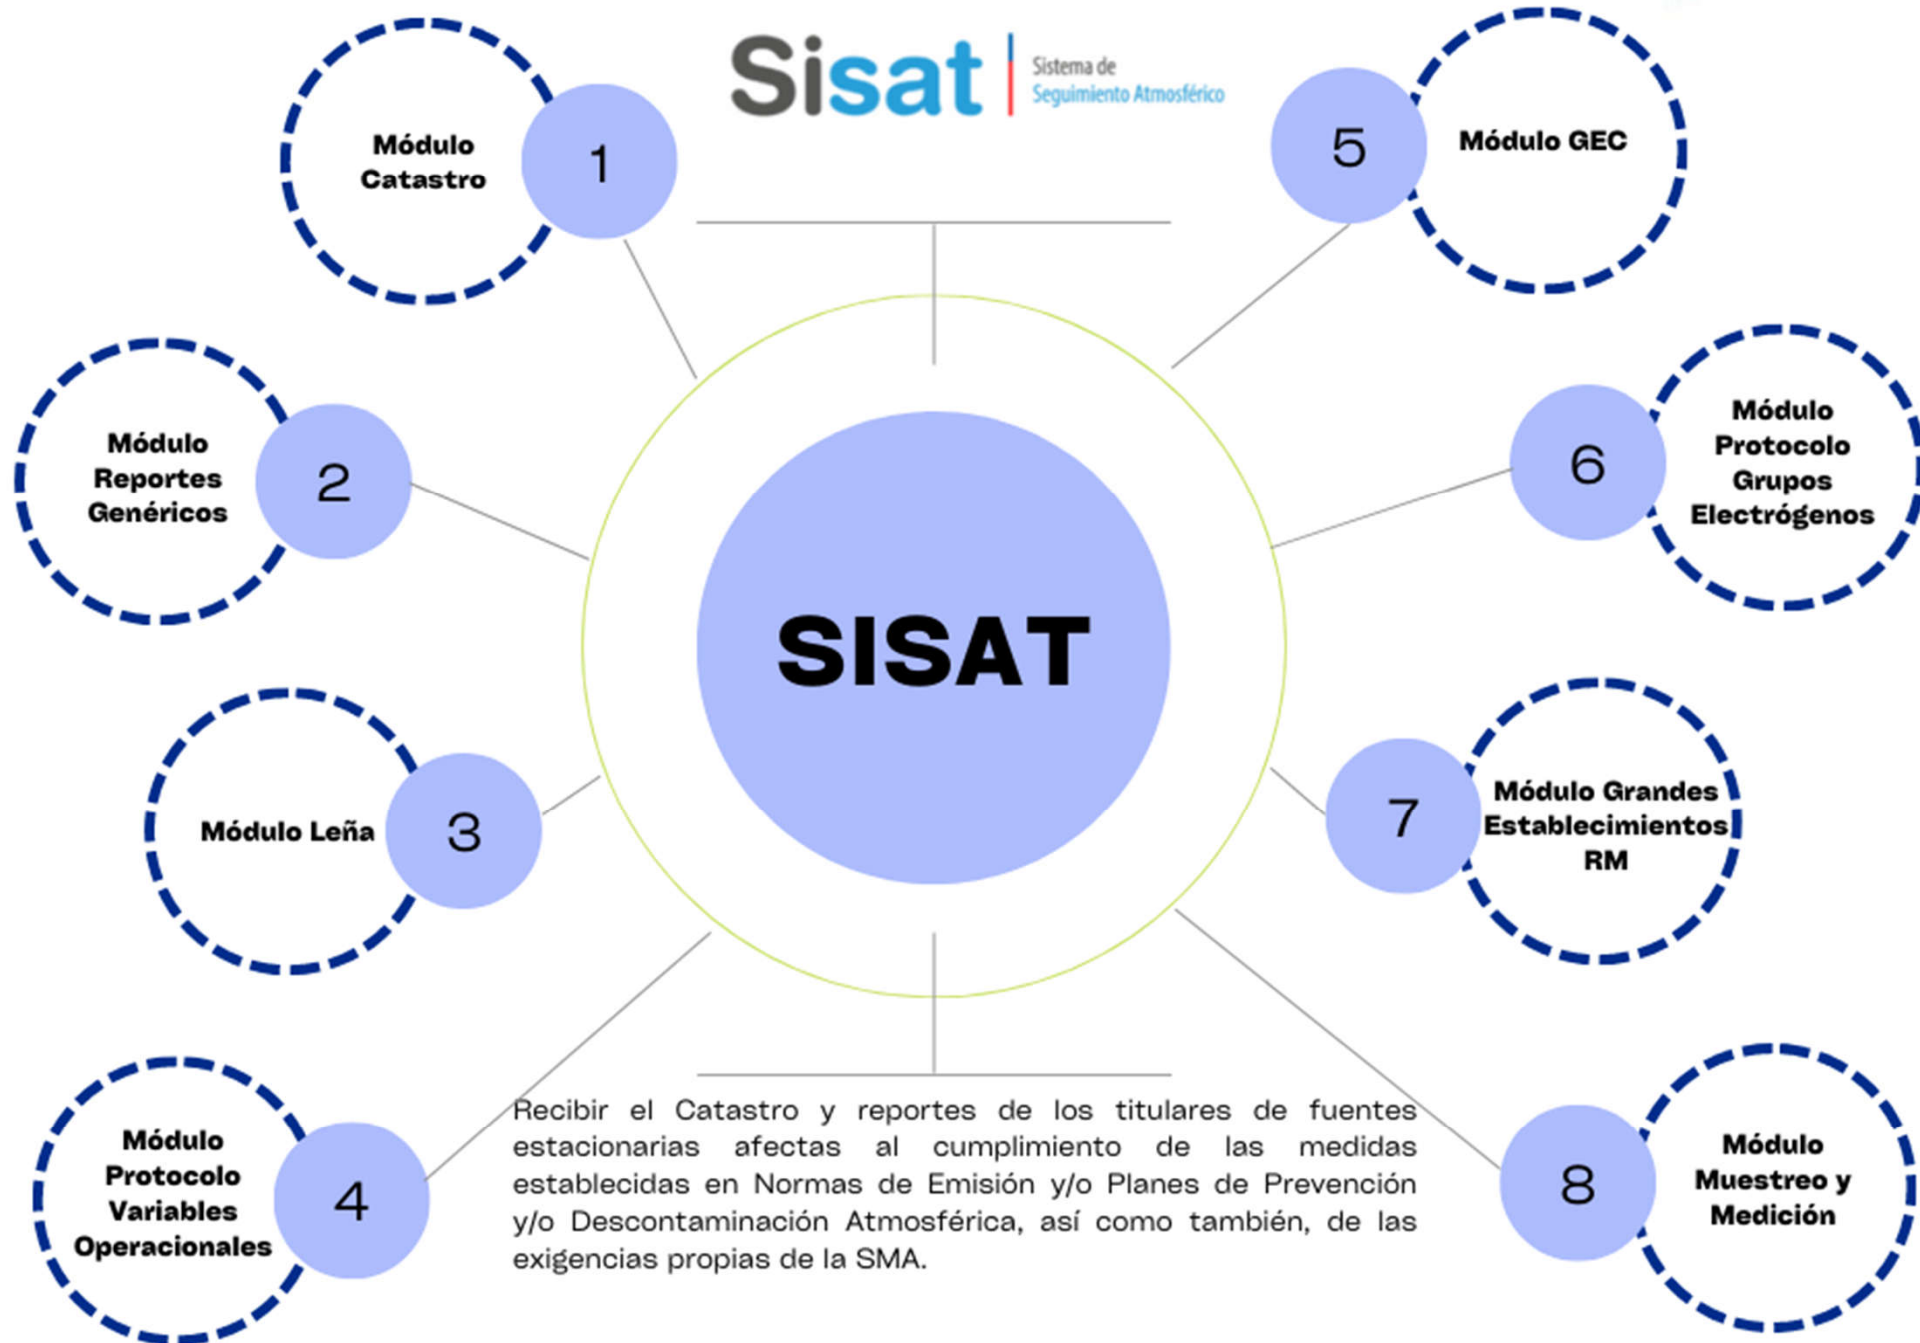 Sisat
Sistema de
Seguimiento Atmosférico
Módulo
Catastro
1
Módulo
Reportes
Genéricos
2
Módulo Leña
3
Módulo
Protocolo
Variables
Operacionales
4
5
Módulo GEC
6
Módulo
Protocolo
Grupos
Electrógenos
7
Módulo Grandes
Establecimientos
RM
8
Módulo
Muestreo y
Medición
SISAT
Recibir el Catastro y reportes de los titulares de fuentes
estacionarias afectas al cumplimiento de las medidas
establecidas en Normas de Emisión y/o Planes de Prevención
y/o Descontaminación Atmosférica, así como también, de las
exigencias propias de la SMA.